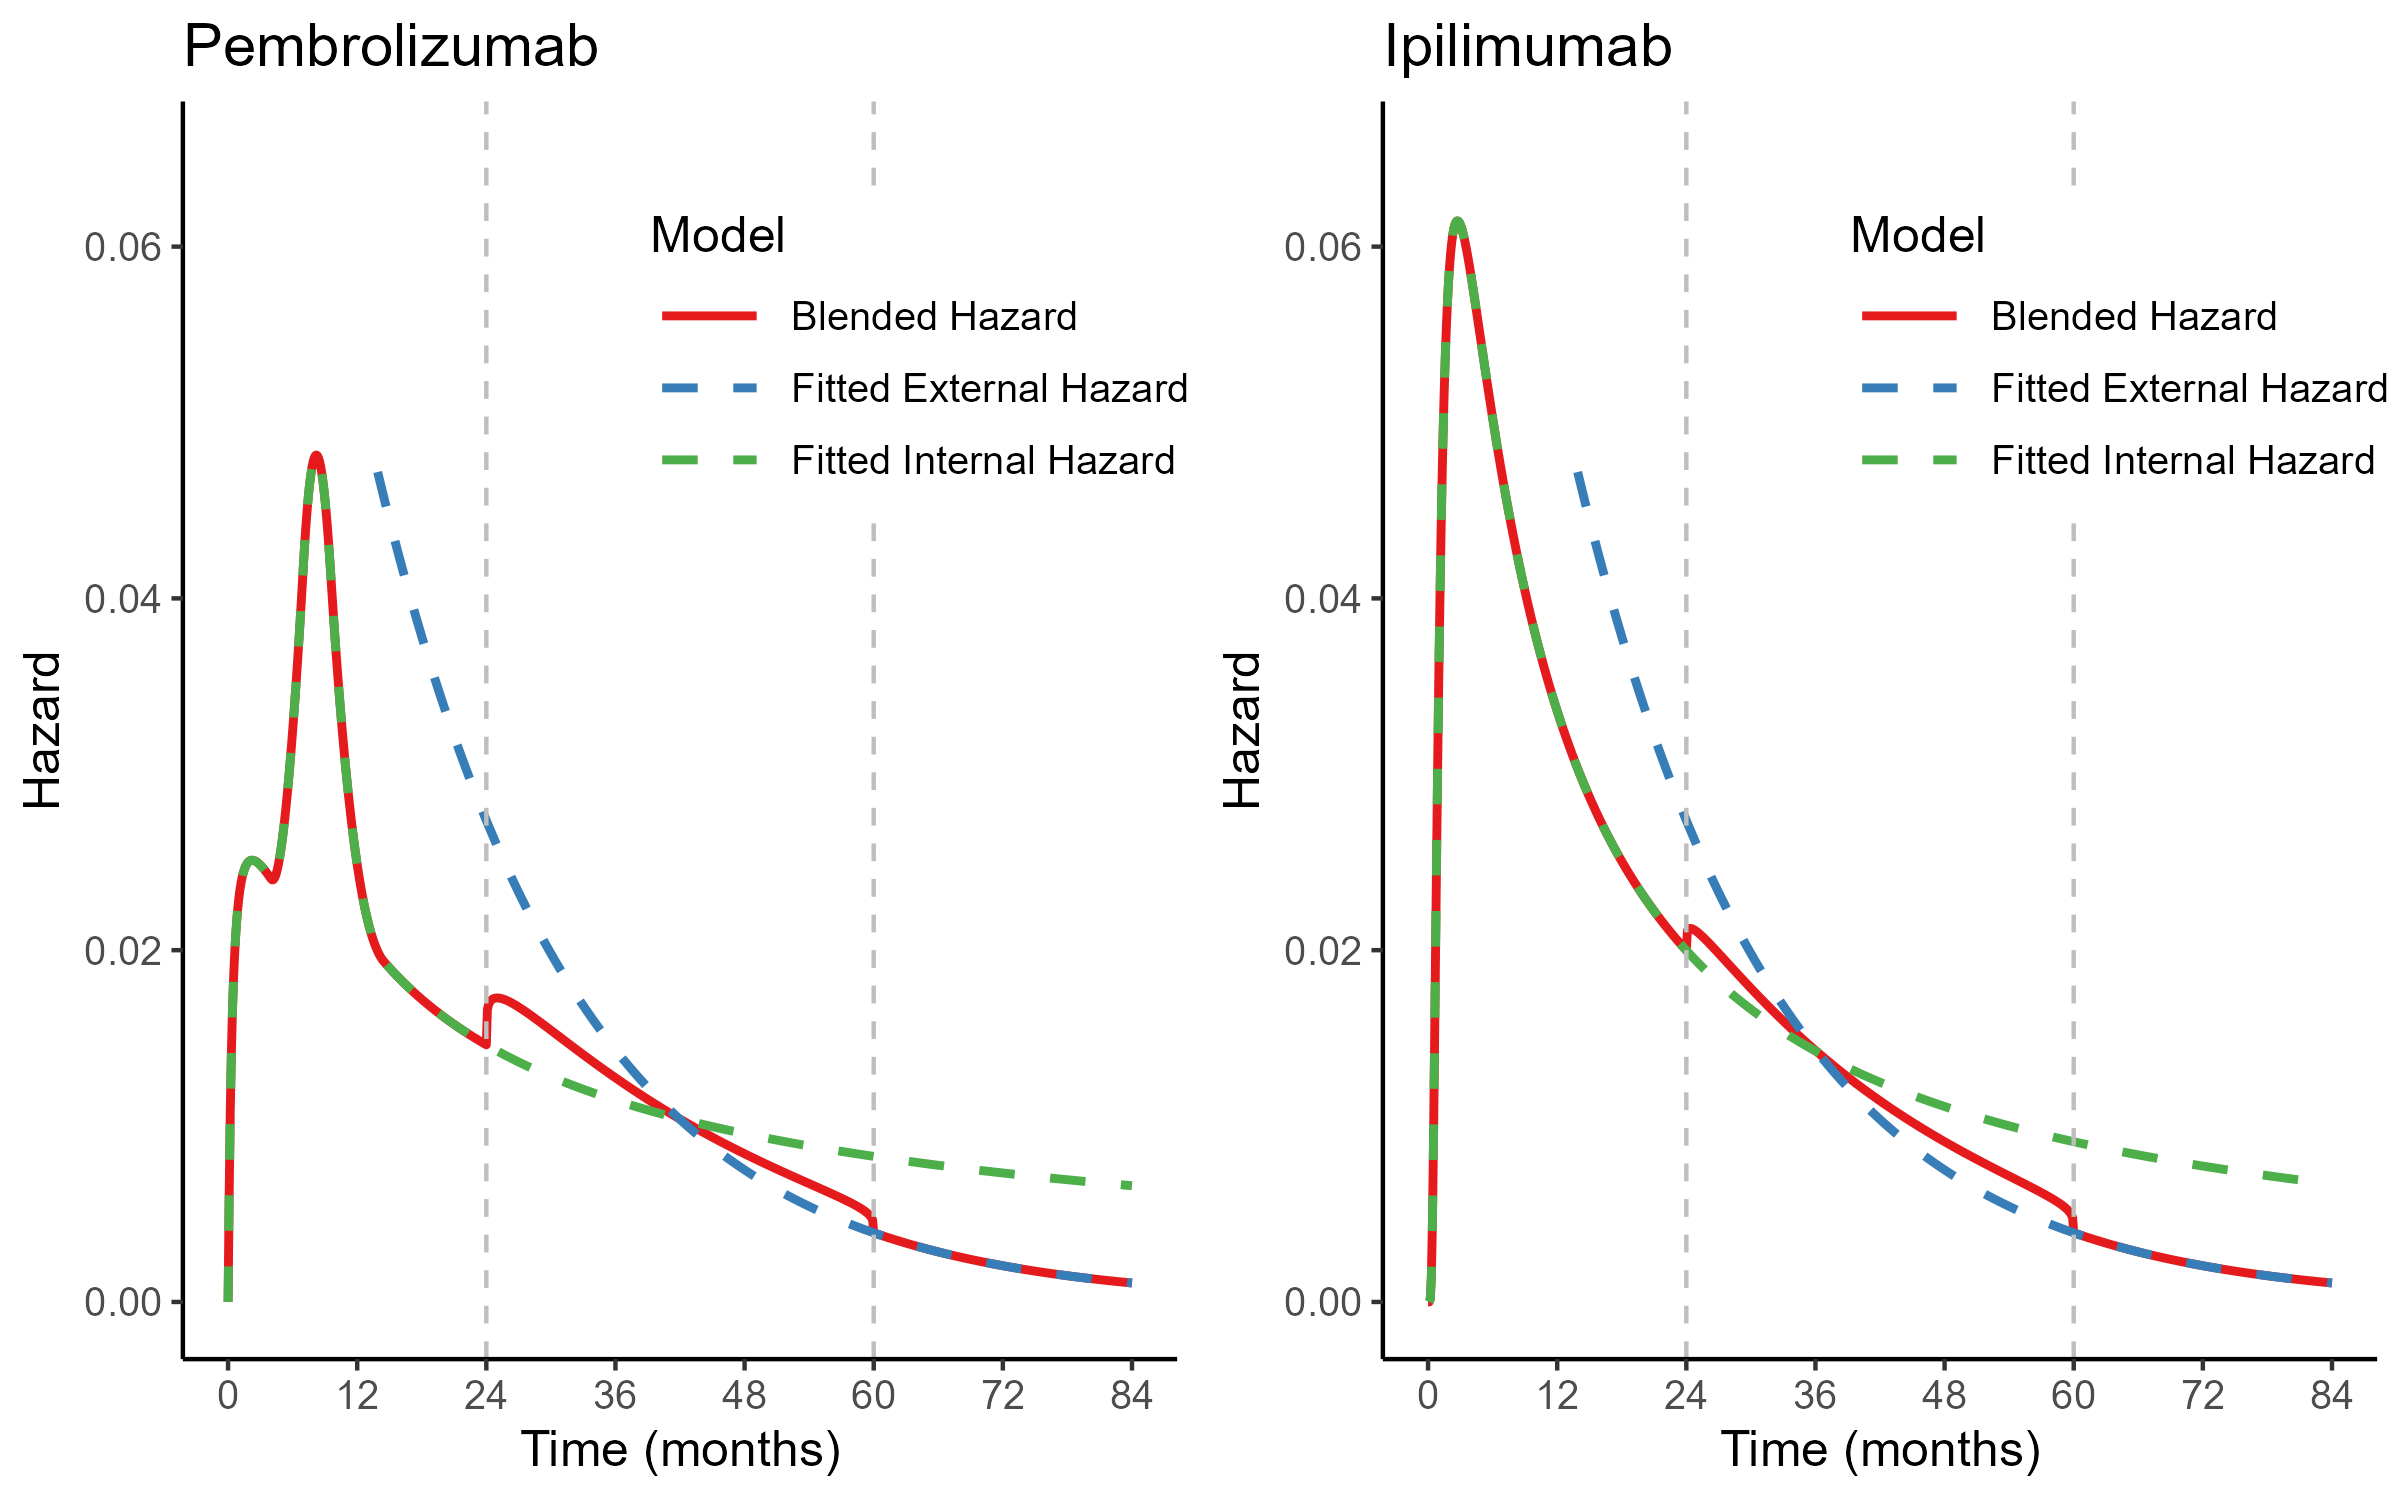 Pembrolizumab
Hazard
0.06
0.04
0.02
0.00
Model
Blended Hazard
Fitted External Hazard
Fitted Internal Hazard
0 12 24 36 48 60 72 84
Time (months)
Ipilimumab
Hazard
0.06
0.04
0.02
0.00
Model
Blended Hazard
Fitted External Hazard
Fitted Internal Hazard
0 12 24 36 48 60 72 84
Time (months)